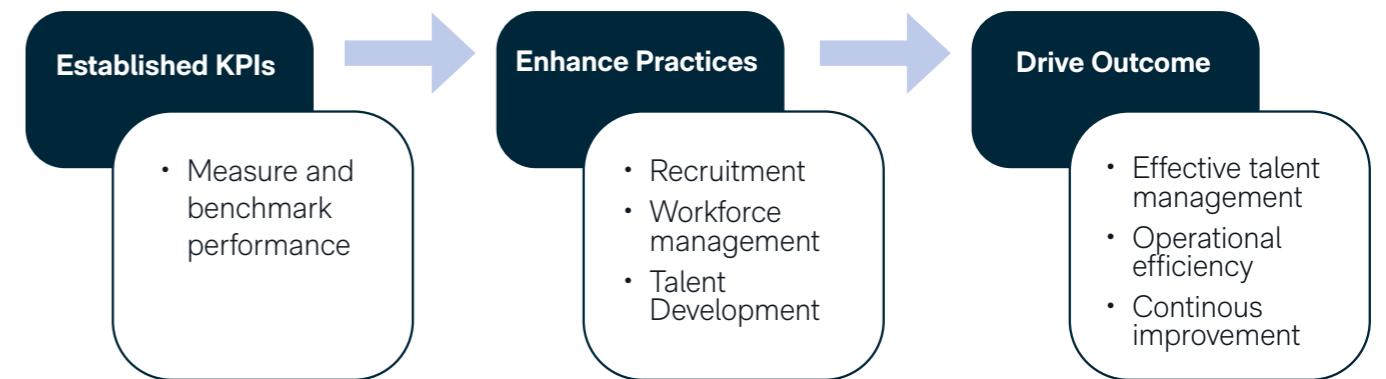 Established KPIs
• Measure and
benchmark
performance
Enhance Practices
• Recruitment
• Workforce
management
• Talent
Development
Drive Outcome
• Effective talent
management
• Operational
efficiency
• Continous
improvement